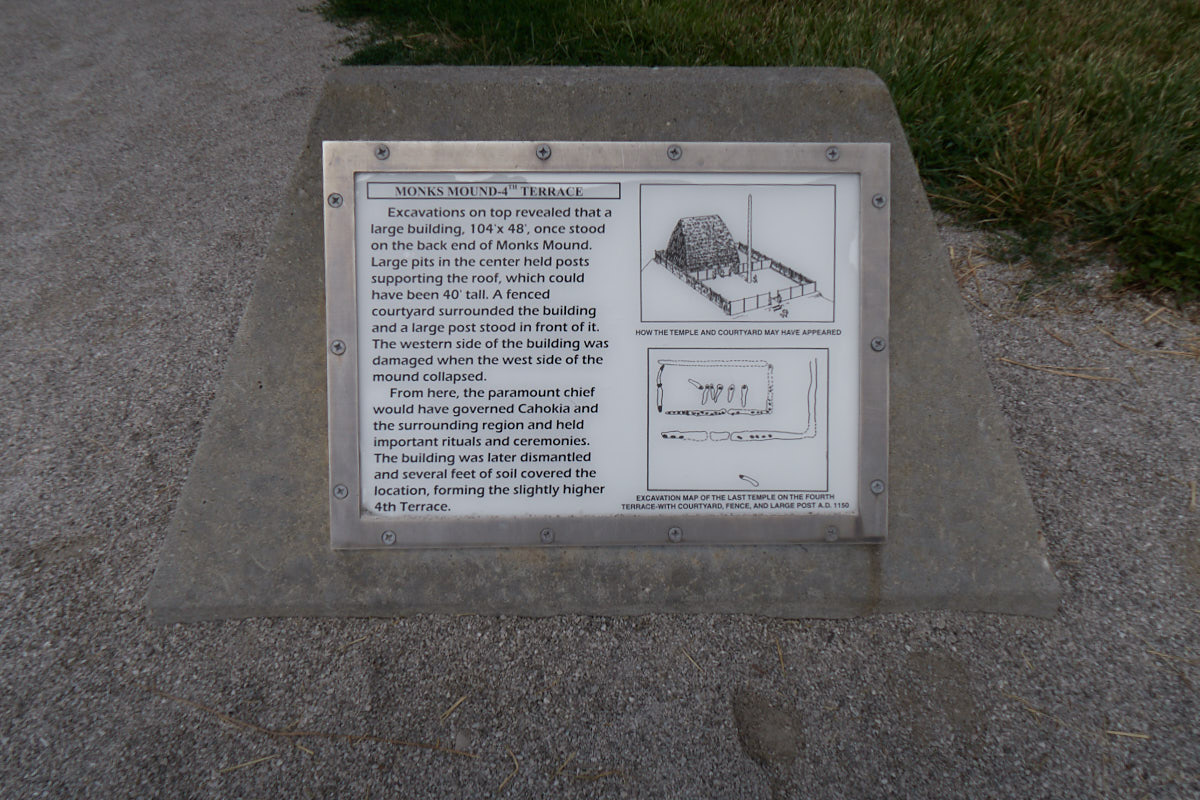 MONKS MOUND-4TH TERRACE
Excavations on top revealed that a
large building, 104'x 48', once stood
on the back end of Monks Mound.
Large pits in the center held posts
supporting the roof, which could
have been 40' tall. A fenced
courtyard surrounded the building
and a large post stood in front of it.
The western side of the building was
damaged when the west side of the
mound collapsed.
From here, the paramount chief
would have governed Cahokia and
the surrounding region and held
important rituals and ceremonies.
The building was later dismantled
and several feet of soil covered the
location, forming the slightly higher
4th Terrace.
HOW THE TEMPLE AND COURTYARD MAY HAVE APPEARED
EXCAVATION MAP OF THE LAST TEMPLE ON THE FOURTH
TERRACE-WITH COURTYARD, FENCE, AND LARGE POST A.D. 1150